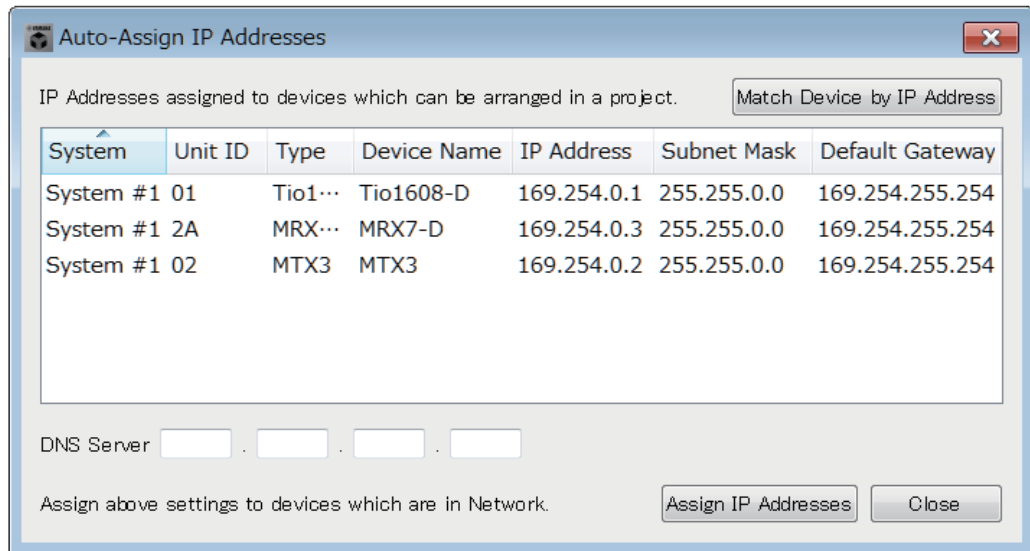 Auto-Assign IP Addresses
IP Addresses assigned to devices which can be arranged in a project. Match Device by IP Address
System Unit ID Type Device Name IP Address Subnet Mask Default Gateway
System #1 01 Tio1··· Tio1608-D 169.254.0.1 255.255.0.0 169.254.255.254
System #1 2A MRX··· MRX7-D 169.254.0.3 255.255.0.0 169.254.255.254
System #1 02 MTX3 MTX3 169.254.0.2 255.255.0.0 169.254.255.254
DNS Server . . .
Assign above settings to devices which are in Network. Assign IP Addresses Close